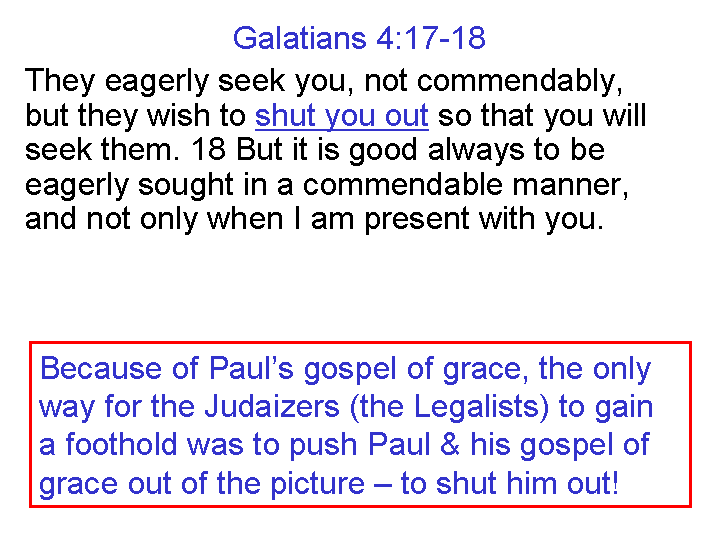 Galatians 4:17-18
They eagerly seek you, not commendably,
but they wish to shut you out so that you will
seek them. 18 But it is good always to be
eagerly sought in a commendable manner,
and not only when I am present with you.
Because of Paul’s gospel of grace, the only
way for the Judaizers (the Legalists) to gain
a foothold was to push Paul & his gospel of
grace out of the picture – to shut him out!